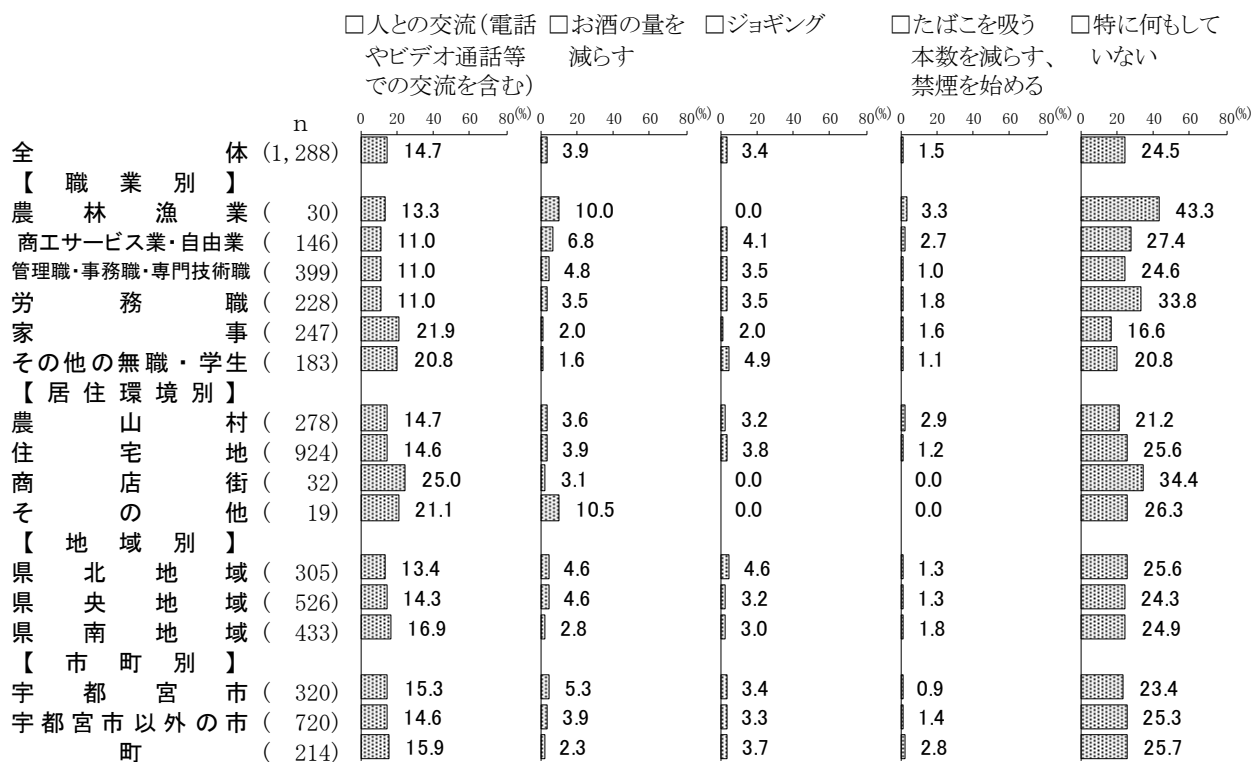 □人との交流(電話 □お酒の量を □ジョギング □たばこを吸う □特に何もして
やビデオ通話等 減らす 本数を減らす、 いない
での交流を含む) 禁煙を始める
n 0 20 40 60 80(%) 0 20 40 60 80(%) 0 20 40 60 80(%) 0 20 40 60 80(%) 0 20 40 60 80(%)
全体 (1,288) 14.7 3.9 3.4 1.5 24.5
【職業別】
農林漁業 ( 30) 13.3 10.0 0.0 3.3 43.3
商工サービス業・自由業 ( 146) 11.0 6.8 4.1 2.7 27.4
管理職・事務職・専門技術職 ( 399) 11.0 4.8 3.5 1.0 24.6
労務職 ( 228) 11.0 3.5 3.5 1.8 33.8
家事 ( 247) 21.9 2.0 2.0 1.6 16.6
その他の無職・学生 ( 183) 20.8 1.6 4.9 1.1 20.8
【居住環境別】
農山村 ( 278) 14.7 3.6 3.2 2.9 21.2
住宅地 ( 924) 14.6 3.9 3.8 1.2 25.6
商店街 ( 32) 25.0 3.1 0.0 0.0 34.4
その他 ( 19) 21.1 10.5 0.0 0.0 26.3
【地域別】
県北地域 ( 305) 13.4 4.6 4.6 1.3 25.6
県央地域 ( 526) 14.3 4.6 3.2 1.3 24.3
県南地域 ( 433) 16.9 2.8 3.0 1.8 24.9
【市町別】
宇都宮市 ( 320) 15.3 5.3 3.4 0.9 23.4
宇都宮市以外の市 ( 720) 14.6 3.9 3.3 1.4 25.3
町 ( 214) 15.9 2.3 3.7 2.8 25.7